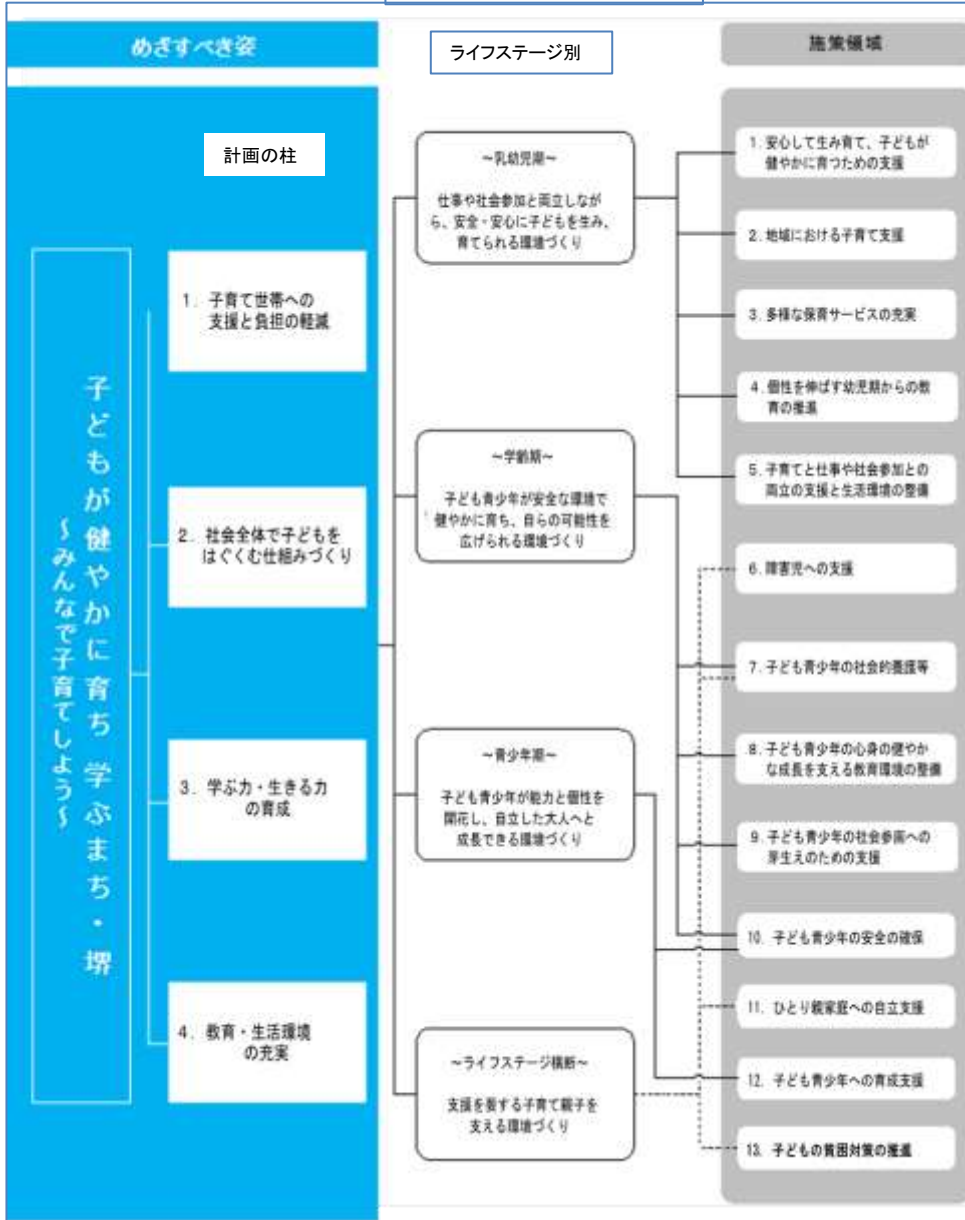 めざすべき姿
ライフステージ別
施策領域
計画の柱
子どもが健やかに育ち 学ぶまち・堺
～みんなで子育てしよう～
1. 子育て世帯への
支援と負担の軽減
2. 社会全体で子どもを
はぐくむ仕組みづくり
3. 学ぶ力・生きる力
の育成
4. 教育・生活環境
の充実
～乳幼児期～
仕事や社会参加と両立しなが
ら、安全・安心に子どもを生み、
育てられる環境づくり
～学齢期～
子ども青少年が安全な環境で
健やかに育ち、自らの可能性を
広げられる環境づくり
～青少年期～
子ども青少年が能力と個性を
開花し、自立した大人へと
成長できる環境づくり
～ライフステージ横断～
支援を要する子育て親子を
支える環境づくり
1. 安心して生み育て、子どもが
健やかに育つための支援
2. 地域における子育て支援
3. 多様な保育サービスの充実
4. 個性を伸ばす幼児期からの教
育の推進
5. 子育てと仕事や社会参加との
両立の支援と生活環境の整備
6. 障害児への支援
7. 子ども青少年の社会的養護等
8. 子ども青少年の心身の健やか
な成長を支える教育環境の整備
9. 子ども青少年の社会参画への
芽生えのための支援
10. 子ども青少年の安全の確保
11. ひとり親家庭への自立支援
12. 子ども青少年への育成支援
13. 子どもの貧困対策の推進